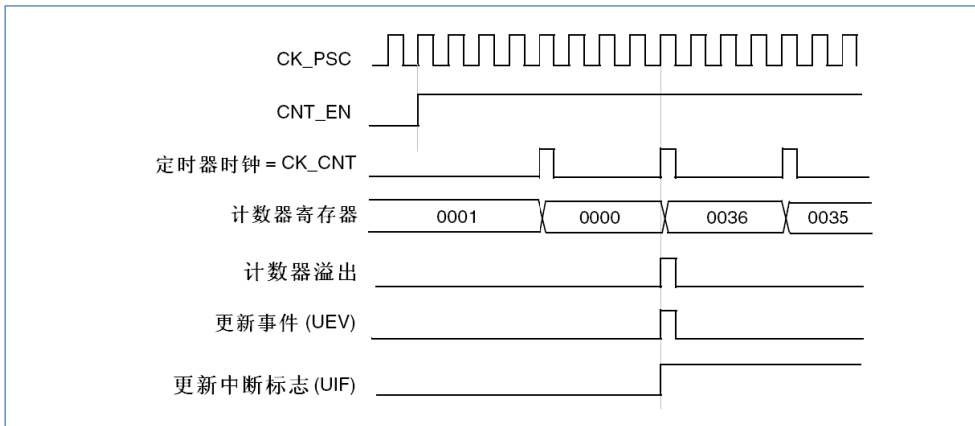 CK_PSC
CNT_EN
定时器时钟 = CK_CNT
计数器寄存器 0001 0000 0036 0035
计数器溢出
更新事件 (UEV)
更新中断标志 (UIF)